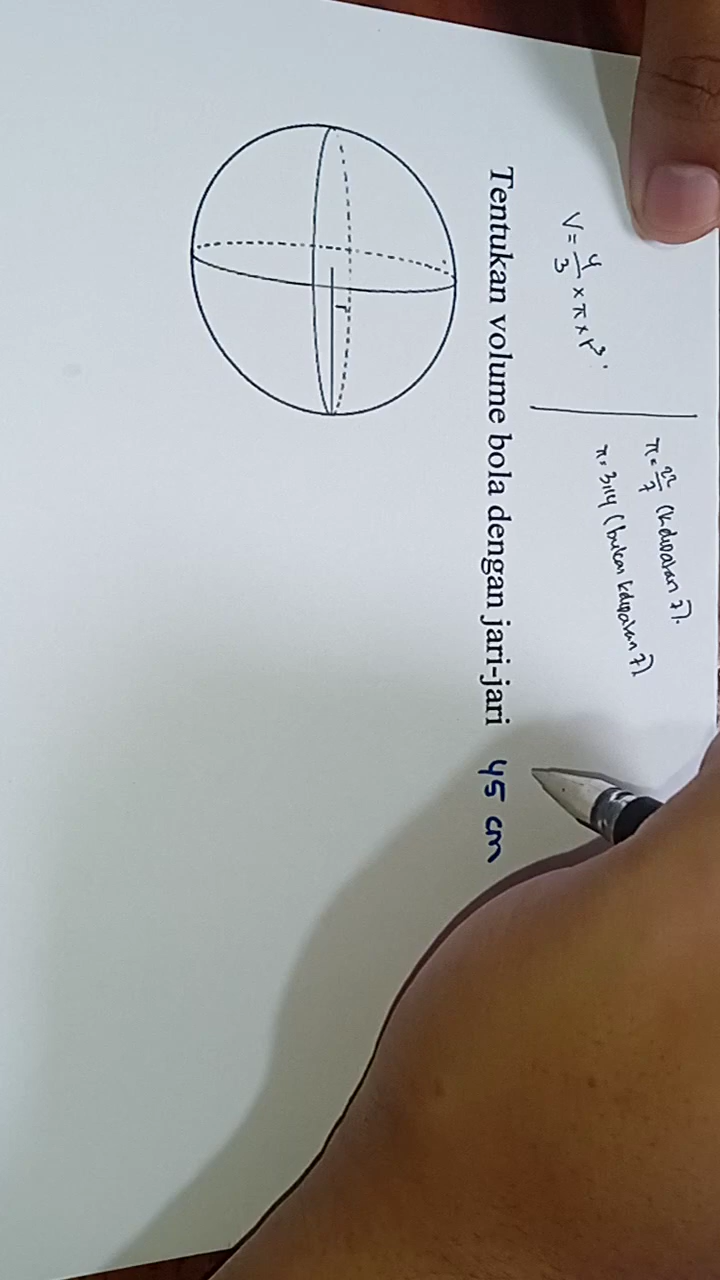 π = 22/7 (kelipatan 7).
π = 3,14 (bukan kelipatan 7)
V = 4/3 × π × r³.
Tentukan volume bola dengan jari-jari 45 cm
r